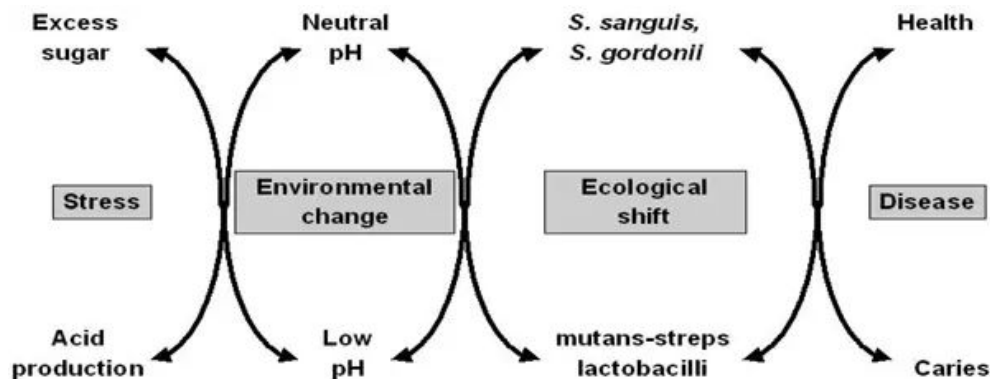 Excess
sugar
Neutral
pH
S. sanguis,
S. gordonii
Health
Stress
Environmental
change
Ecological
shift
Disease
Acid
production
Low
pH
mutans-streps
lactobacilli
Caries